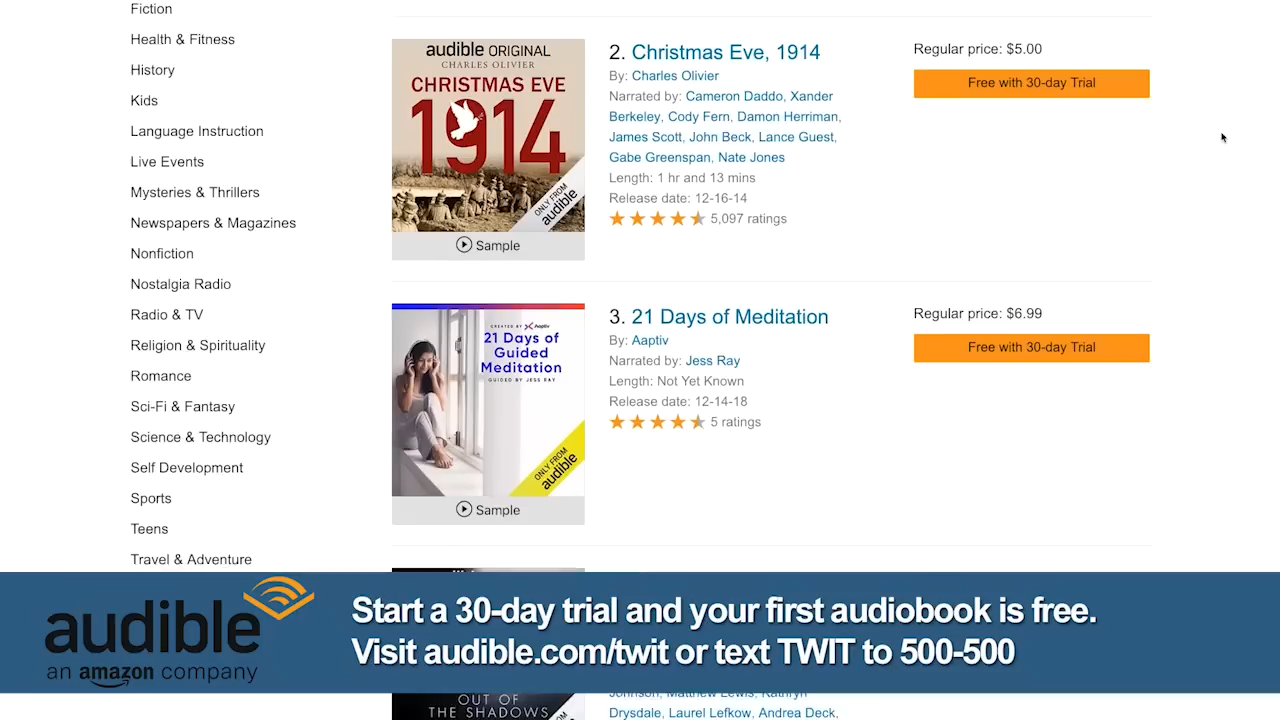 Fiction
Health & Fitness
History
Kids
Language Instruction
Live Events
Mysteries & Thrillers
Newspapers & Magazines
Nonfiction
Nostalgia Radio
Radio & TV
Religion & Spirituality
Romance
Sci-Fi & Fantasy
Science & Technology
Self Development
Sports
Teens
Travel & Adventure
audible ORIGINAL
CHARLES OLIVIER
CHRISTMAS EVE
1914
ONLY FROM
audible
Sample
2. Christmas Eve, 1914
By: Charles Olivier
Narrated by: Cameron Daddo, Xander
Berkeley, Cody Fern, Damon Herriman,
James Scott, John Beck, Lance Guest,
Gabe Greenspan, Nate Jones
Length: 1 hr and 13 mins
Release date: 12-16-14
5,097 ratings
Regular price: $5.00
Free with 30-day Trial
CREATED BY Aaptiv
21 Days of
Guided
Meditation
GUIDED BY JESS RAY
ONLY FROM
audible
Sample
3. 21 Days of Meditation
By: Aaptiv
Narrated by: Jess Ray
Length: Not Yet Known
Release date: 12-14-18
5 ratings
Regular price: $6.99
Free with 30-day Trial
audible
an amazon company
Start a 30-day trial and your first audiobook is free.
Visit audible.com/twit or text TWIT to 500-500
OUT OF
THE SHADOWS
Johnson, Matthew Lewis, Kathryn
Drysdale, Laurel Lefkow, Andrea Deck,